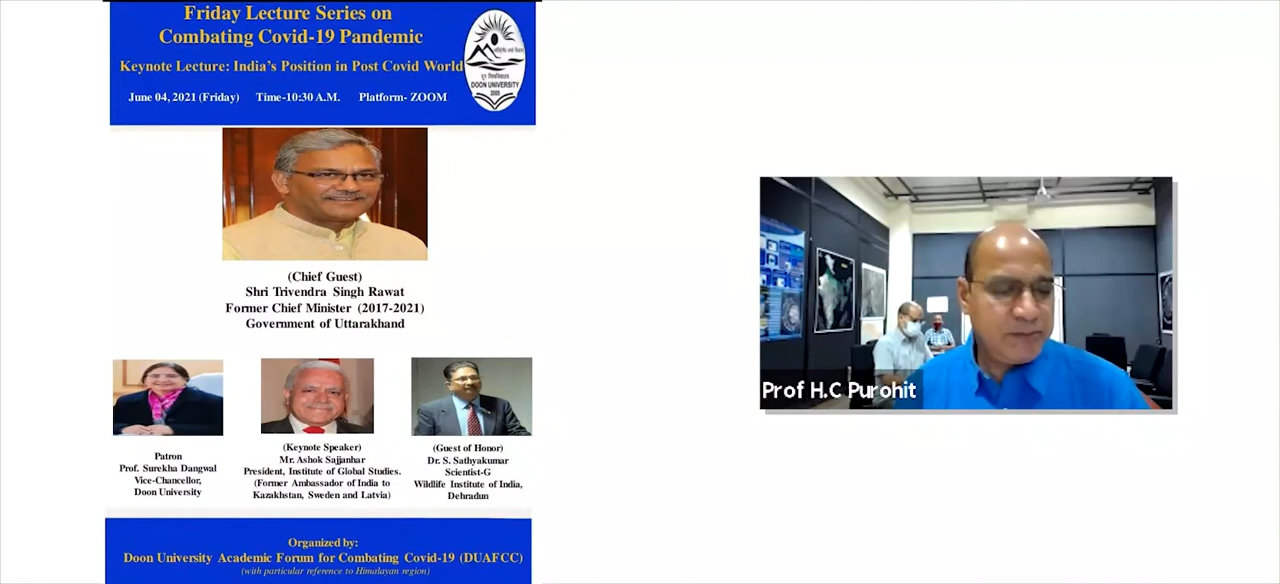 Friday Lecture Series on
Combating Covid-19 Pandemic
Keynote Lecture: India's Position in Post Covid World
June 04, 2021 (Friday) Time-10:30 A.M. Platform- ZOOM
DOON UNIVERSITY
2005
(Chief Guest)
Shri Trivendra Singh Rawat
Former Chief Minister (2017-2021)
Government of Uttarakhand
Patron
Prof. Surekha Dangwal
Vice-Chancellor,
Doon University
(Keynote Speaker)
Mr. Ashok Sajjanhar
President, Institute of Global Studies.
(Former Ambassador of India to
Kazakhstan, Sweden and Latvia)
(Guest of Honor)
Dr. S. Sathyakumar
Scientist-G
Wildlife Institute of India,
Dehradun
Prof H.C Purohit
Organized by:
Doon University Academic Forum for Combating Covid-19 (DUAFCC)
(with particular reference to Himalayan region)